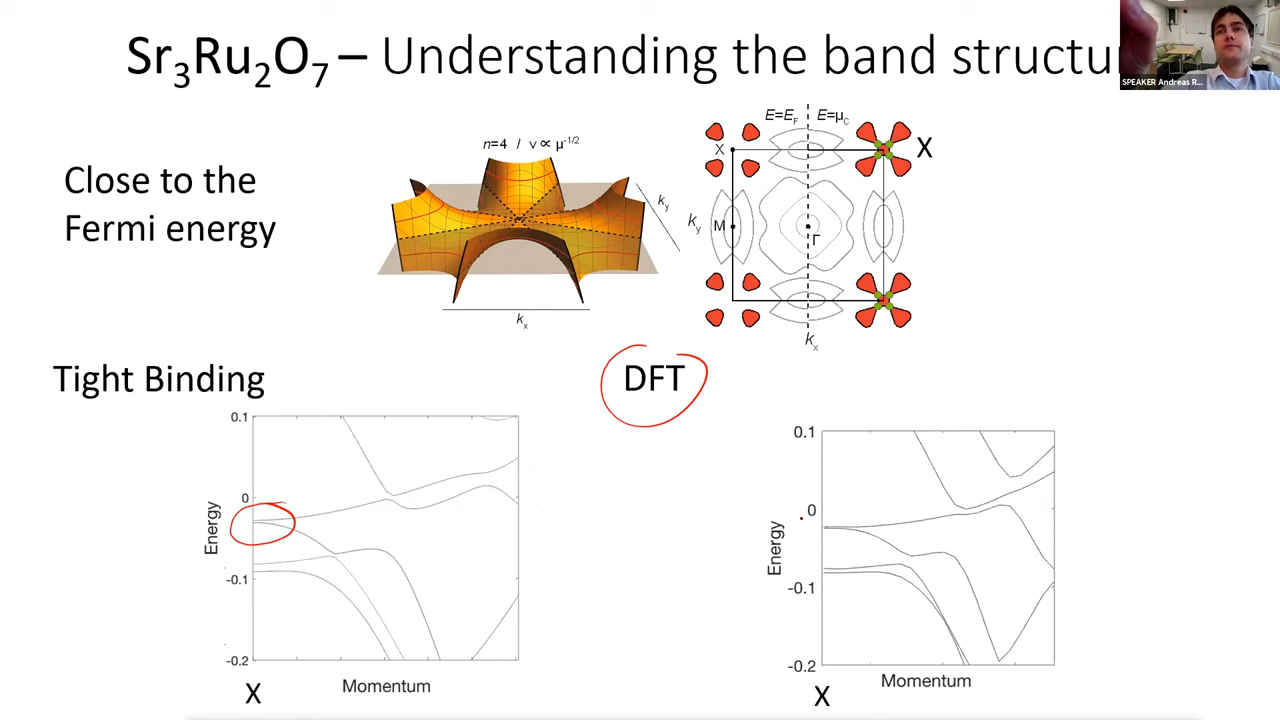 Sr₃Ru₂O₇ – Understanding the band structu
SPEAKER Andreas R...
Close to the
Fermi energy
n=4 / ν ∝ μ⁻¹/²
k_y
k_x
E=E_F
E=μ_C
X
X
k_y
M
Γ
k_x
Tight Binding
DFT
0.1
0
-0.1
-0.2
Energy
X
Momentum
0.1
0
-0.1
-0.2
Energy
X
Momentum